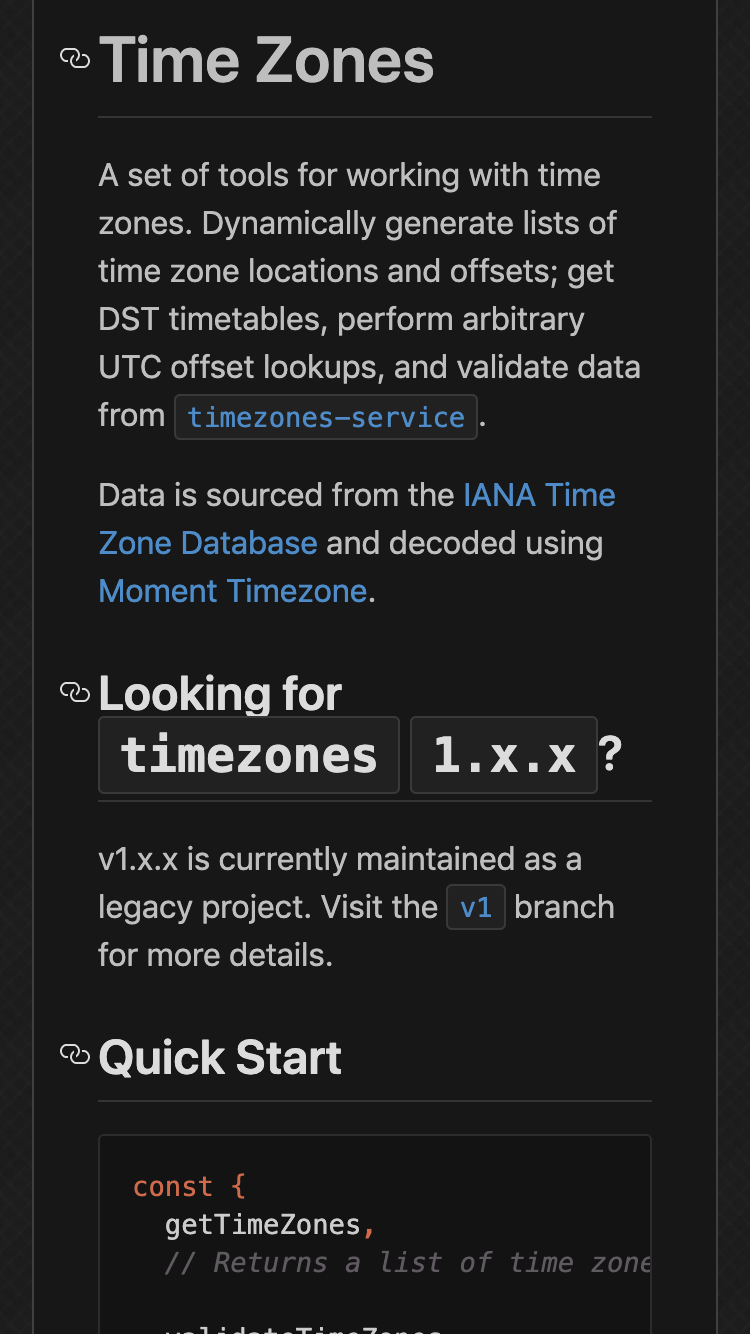 Time Zones
A set of tools for working with time
zones. Dynamically generate lists of
time zone locations and offsets; get
DST timetables, perform arbitrary
UTC offset lookups, and validate data
from timezones-service.
Data is sourced from the IANA Time
Zone Database and decoded using
Moment Timezone.
Looking for
timezones 1.x.x?
v1.x.x is currently maintained as a
legacy project. Visit the v1 branch
for more details.
Quick Start
const {
  getTimeZones,
  // Returns a list of time zone